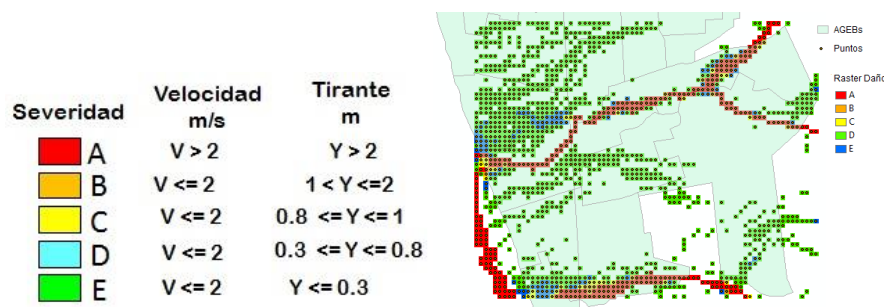 Severidad Velocidad m/s Tirante m
A V > 2 Y > 2
B V <= 2 1 < Y <=2
C V <= 2 0.8 <=Y <= 1
D V <= 2 0.3 <=Y <= 0.8
E V <= 2 Y <= 0.3
AGEBs
Puntos
Raster Daño
A
B
C
D
E